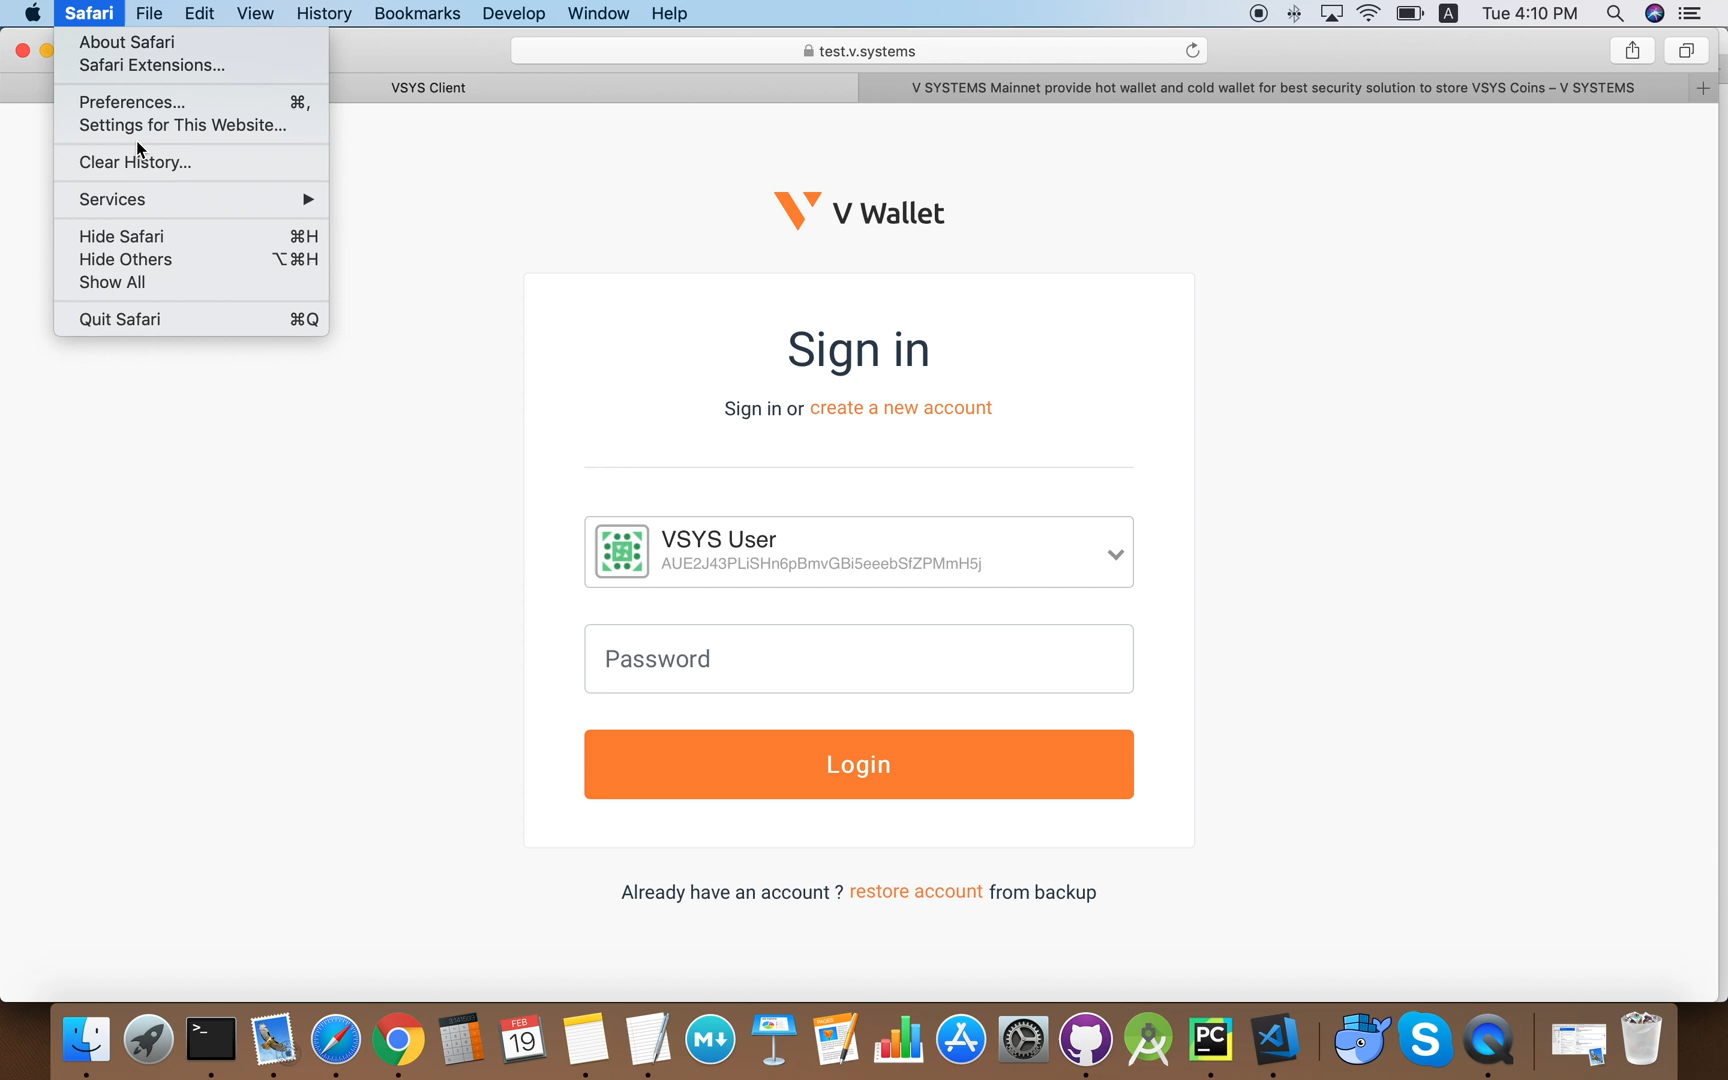 Safari File Edit View History Bookmarks Develop Window Help
A Tue 4:10 PM
About Safari
Safari Extensions...
Preferences... ⌘,
Settings for This Website...
Clear History...
Services ▶
Hide Safari ⌘H
Hide Others ⌥⌘H
Show All
Quit Safari ⌘Q
test.v.systems
VSYS Client
V SYSTEMS Mainnet provide hot wallet and cold wallet for best security solution to store VSYS Coins – V SYSTEMS
V Wallet
Sign in
Sign in or create a new account
VSYS User
AUE2J43PLiSHn6pBmvGBi5eeebSfZPMmH5j
Password
Login
Already have an account ? restore account from backup
>_
FEB
19
M
PAGES
PC
S